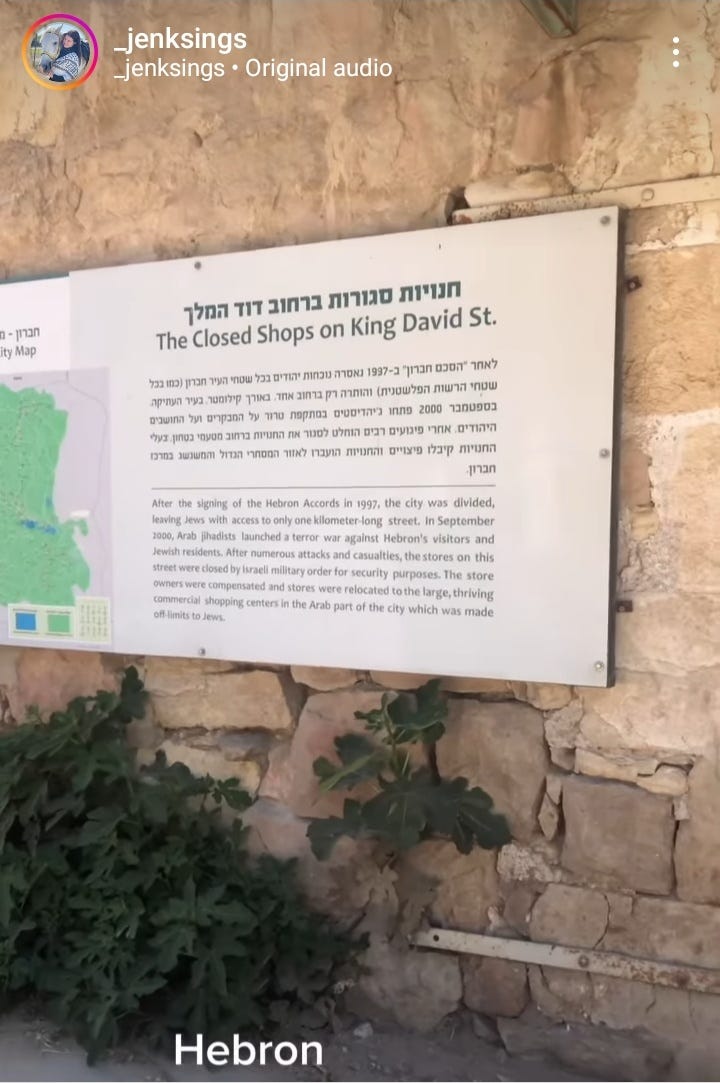 _jenksings
_jenksings • Original audio
חברון - מ
ity Map
חנויות סגורות ברחוב דוד המלך
The Closed Shops on King David St.
לאחר "הסכם חברון" ב-1997 נאסרה נוכחות יהודים בכל שטחי העיר חברון (כמו בכל
שטחי הרשות הפלשטנית) והותרה רק ברחוב אחד, באורך קילומטר, בעיר העתיקה.
בספטמבר 2000 פתחו ג'יהדיסטים במתקפת טרור על המבקרים ועל התושבים
היהודים. אחרי פיגועים רבים הוחלט לסגור את החנויות ברחוב מטעמי בטחון. בעלי
החנויות קיבלו פיצויים והחנויות הועברו לאזור המסחרי הגדול והמשגשג במרכז
חברון.
After the signing of the Hebron Accords in 1997, the city was divided,
leaving Jews with access to only one kilometer-long street. In September
2000, Arab jihadists launched a terror war against Hebron's visitors and
Jewish residents. After numerous attacks and casualties, the stores on this
street were closed by Israeli military order for security purposes. The store
owners were compensated and stores were relocated to the large, thriving
commercial shopping centers in the Arab part of the city which was made
off-limits to Jews.
Hebron